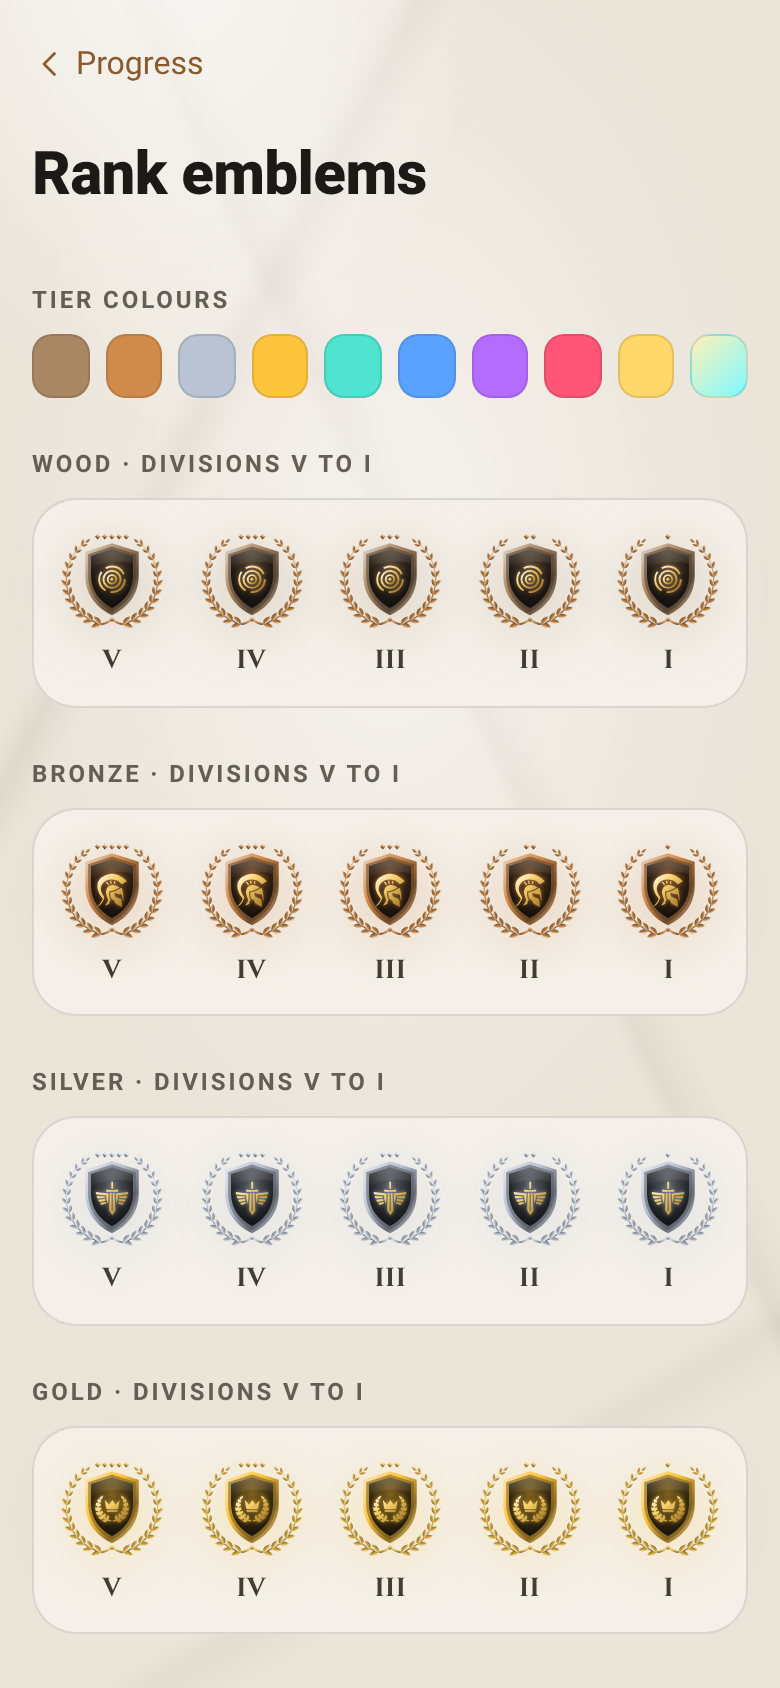 Progress
Rank emblems
TIER COLOURS
WOOD · DIVISIONS V TO I
V IV III II I
BRONZE · DIVISIONS V TO I
V IV III II I
SILVER · DIVISIONS V TO I
V IV III II I
GOLD · DIVISIONS V TO I
V IV III II I